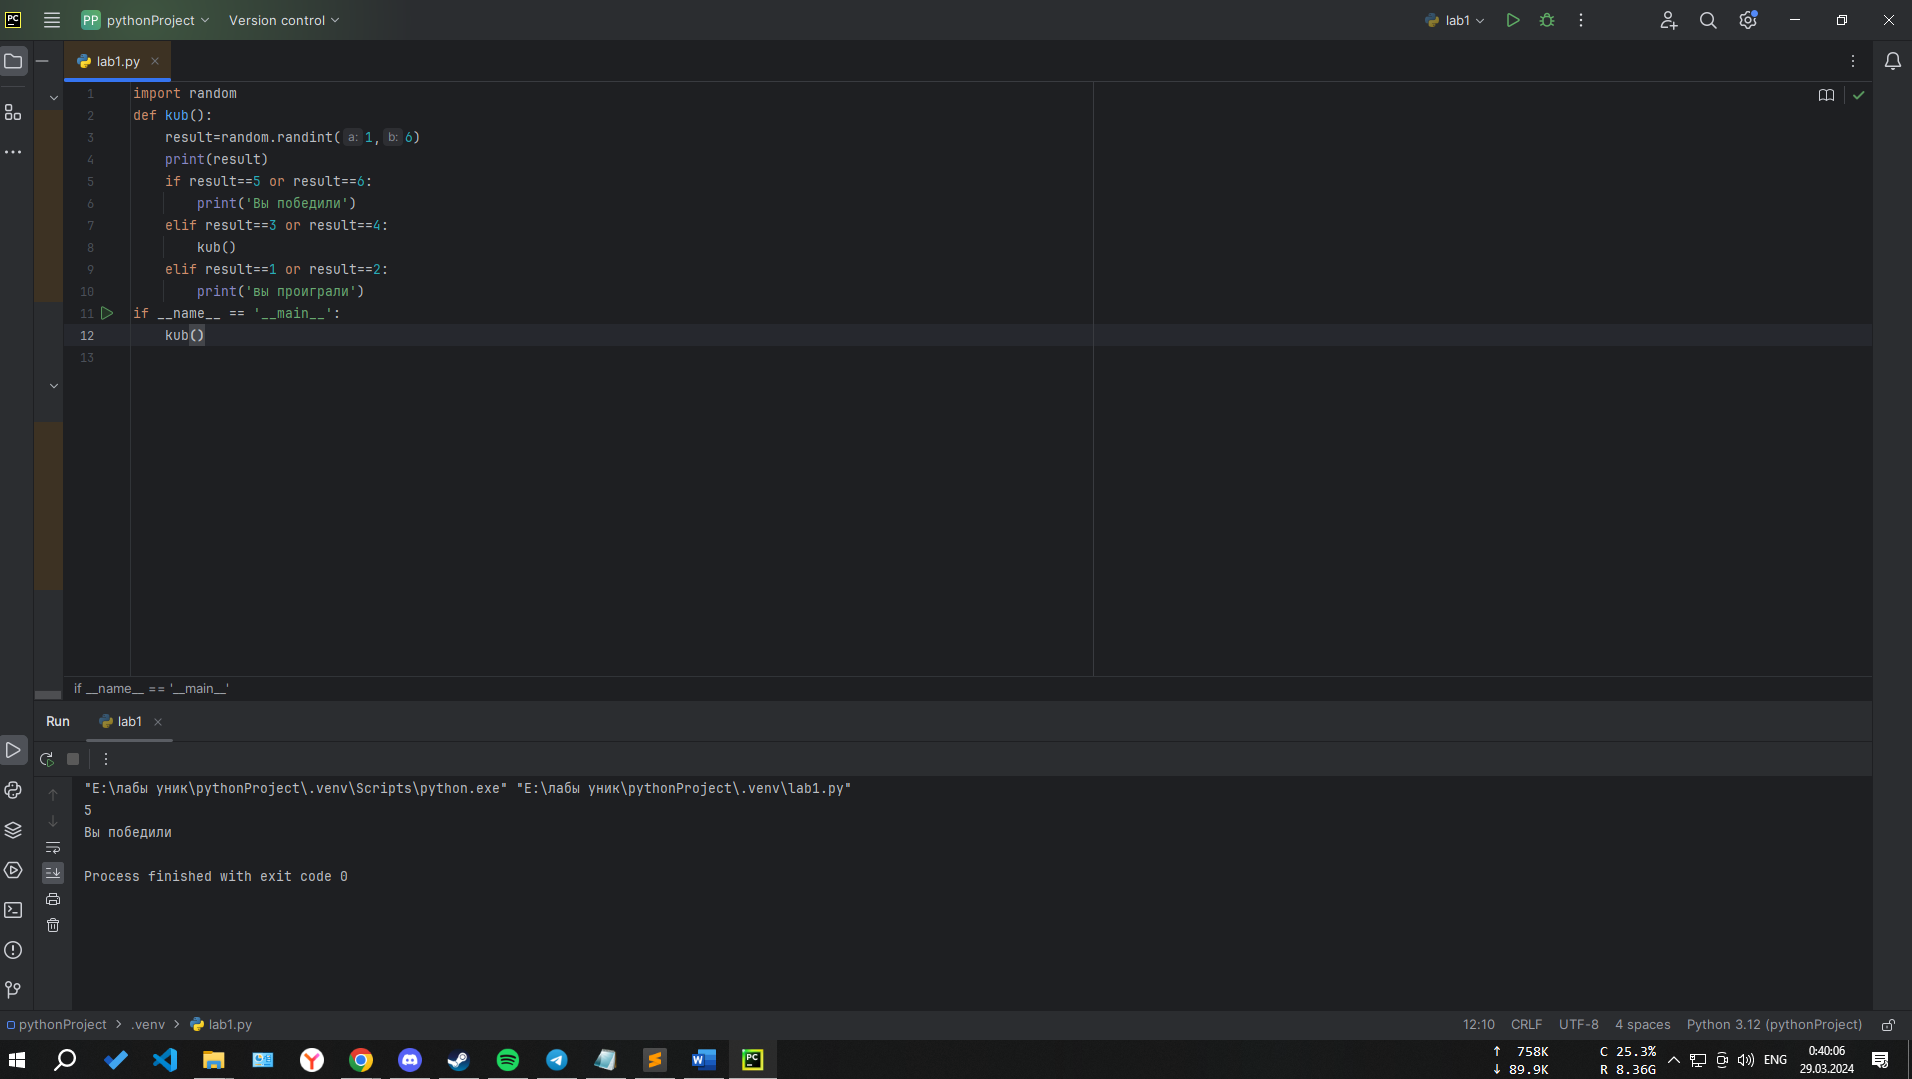 PC PP pythonProject Version control lab1
lab1.py
1 import random
2 def kub():
3 result=random.randint( a: 1, b: 6)
4 print(result)
5 if result==5 or result==6:
6 print('Вы победили')
7 elif result==3 or result==4:
8 kub()
9 elif result==1 or result==2:
10 print('вы проиграли')
11 if __name__ == '__main__':
12 kub()
13
if __name__ == '__main__'
Run lab1
"E:\лабы уник\pythonProject\.venv\Scripts\python.exe" "E:\лабы уник\pythonProject\.venv\lab1.py"
5
Вы победили
Process finished with exit code 0
pythonProject > .venv > lab1.py 12:10 CRLF UTF-8 4 spaces Python 3.12 (pythonProject)
↑ 758K C 25.3% 0:40:06
↓ 89.9K R 8.36G ENG 29.03.2024